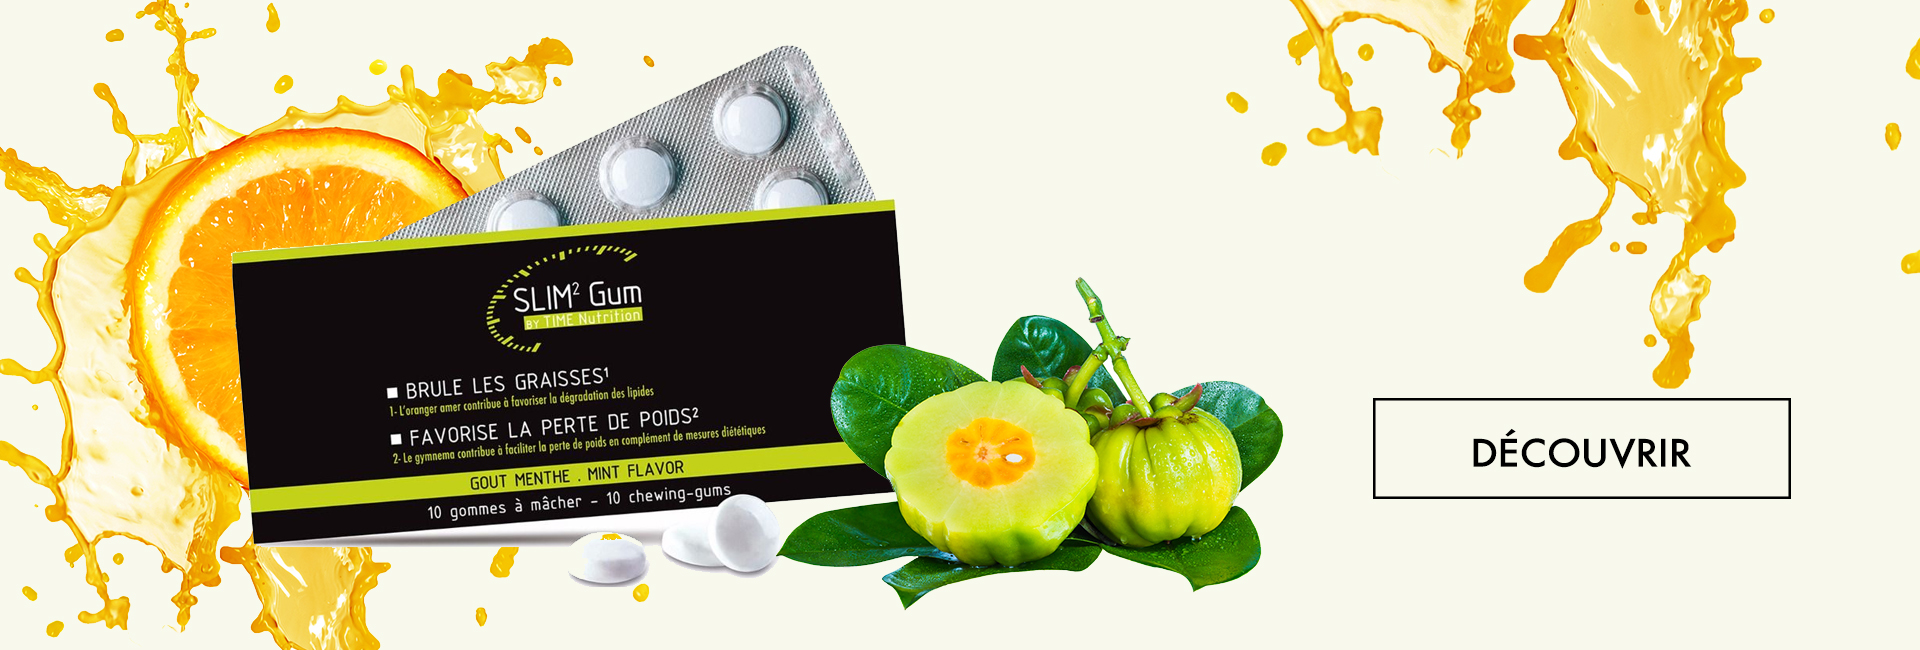 SLIM² Gum
BY TIME Nutrition
BRULE LES GRAISSES¹
1- L'oranger amer contribue à favoriser la dégradation des lipides
FAVORISE LA PERTE DE POIDS²
2- Le gymnema contribue à faciliter la perte de poids en complément de mesures diététiques
GOUT MENTHE . MINT FLAVOR
10 gommes à mâcher – 10 chewing-gums
DÉCOUVRIR